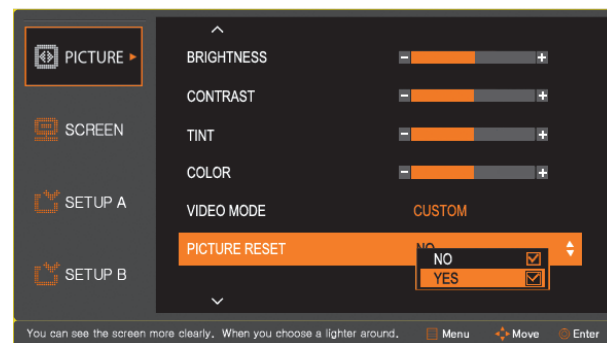 PICTURE
SCREEN
SETUP A
SETUP B
BRIGHTNESS
CONTRAST
TINT
COLOR
VIDEO MODE CUSTOM
PICTURE RESET NO
NO
YES
You can see the screen more clearly. When you choose a lighter around. Menu Move Enter